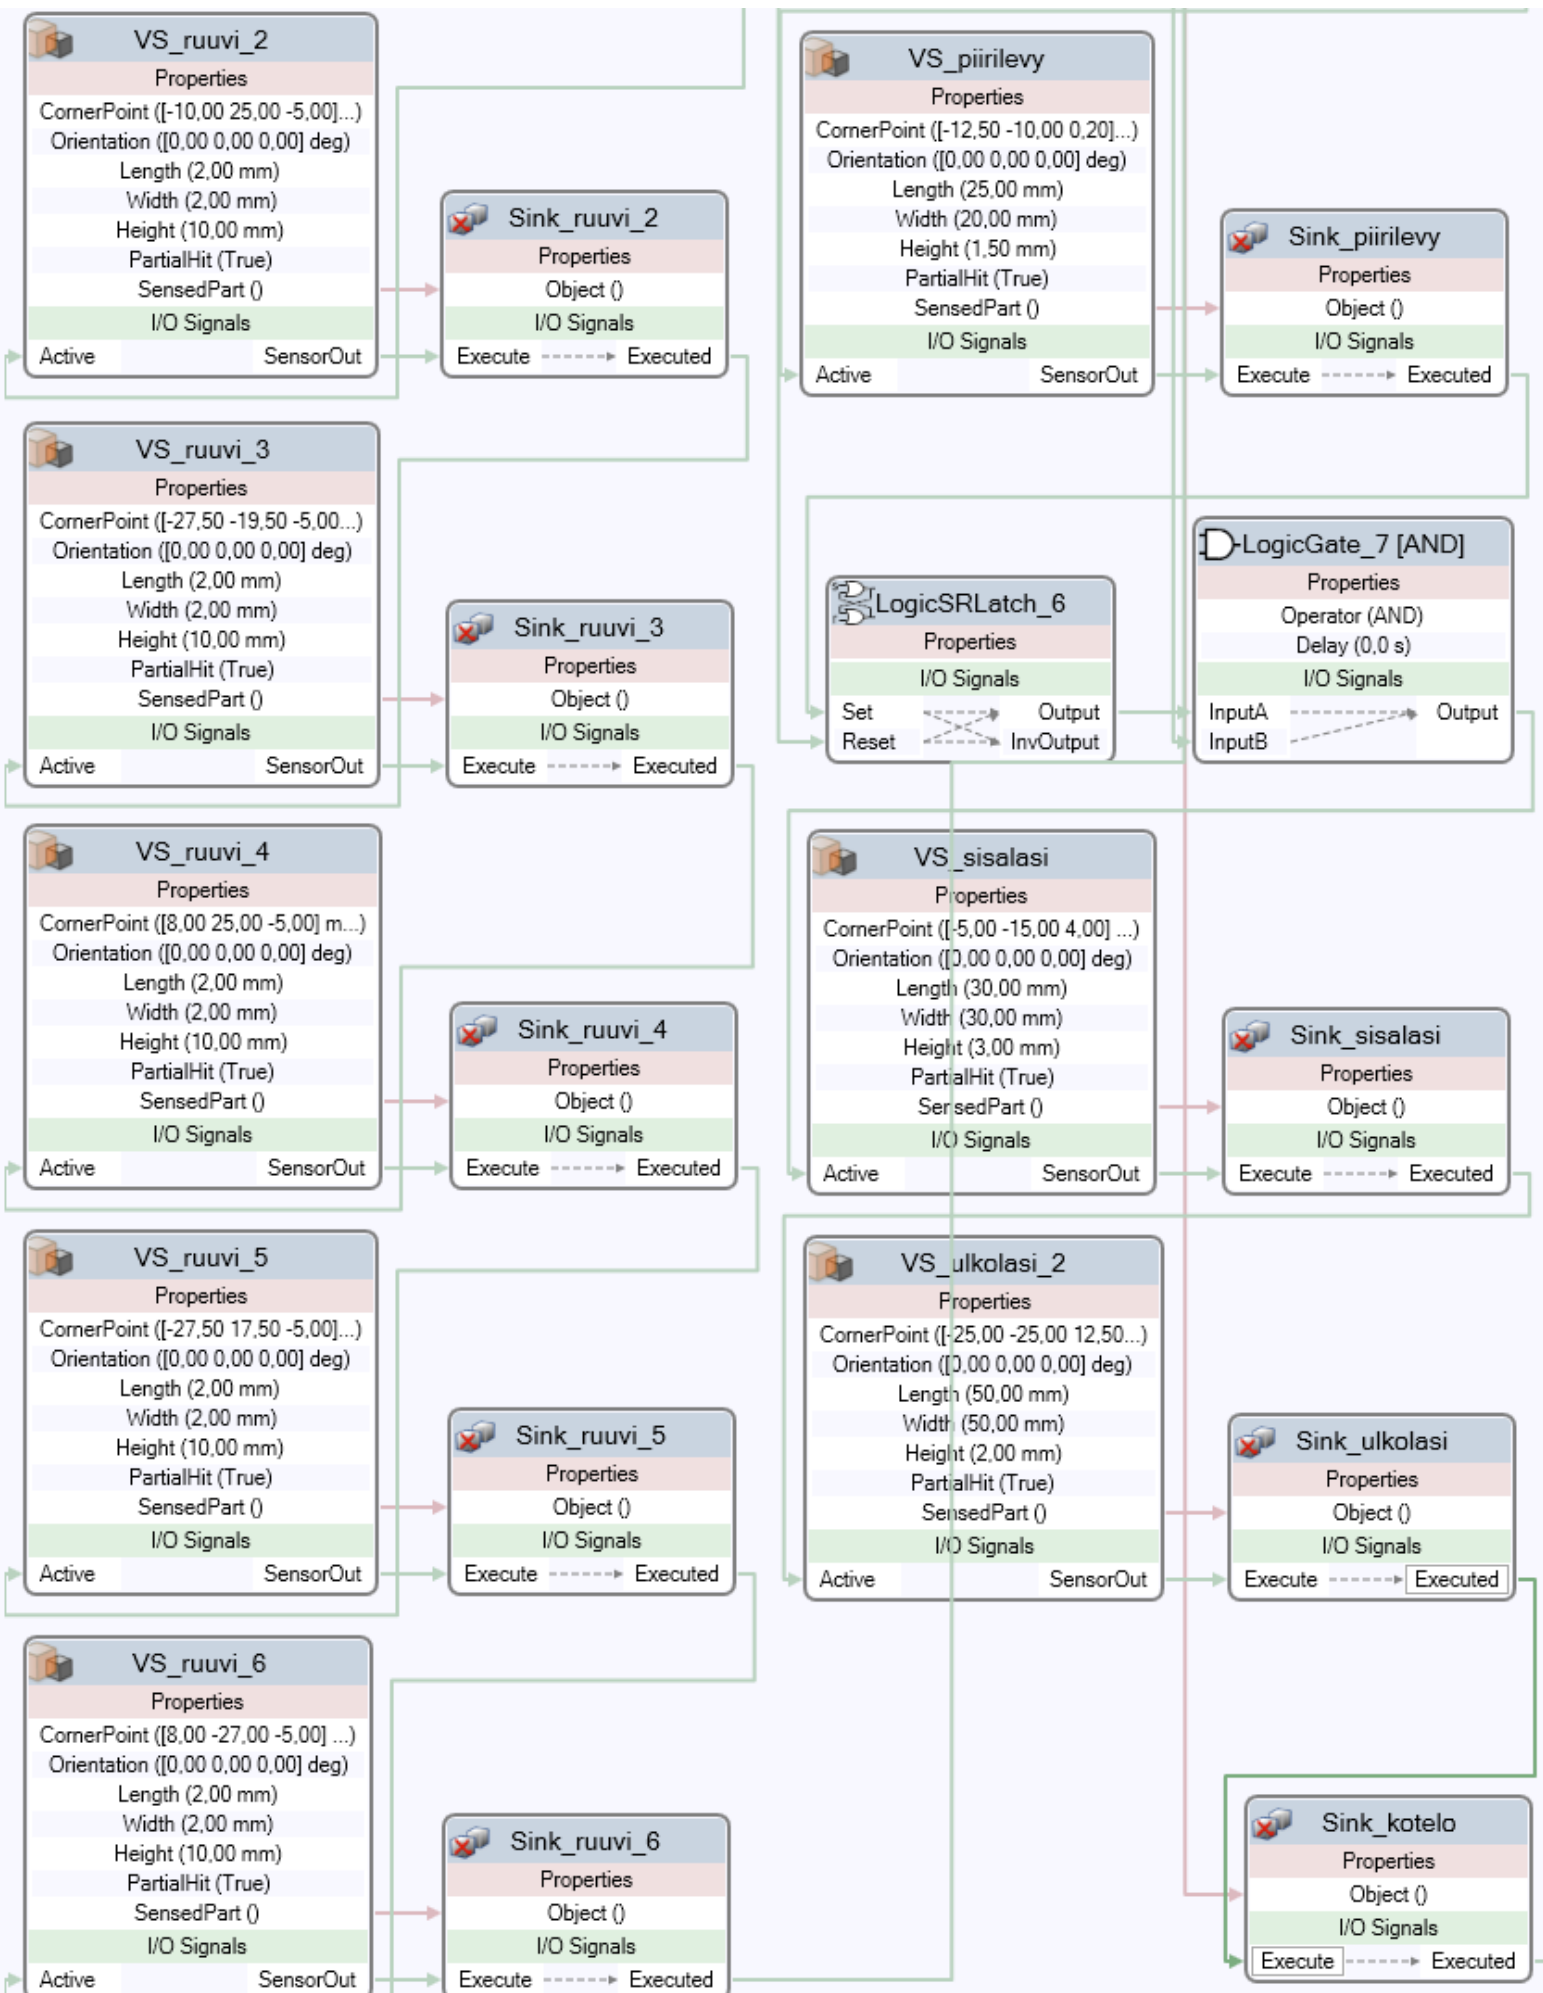 VS_ruuvi_2
Properties
CornerPoint ([-10,00 25,00 -5,00]...)
Orientation ([0,00 0,00 0,00] deg)
Length (2,00 mm)
Width (2,00 mm)
Height (10,00 mm)
PartialHit (True)
SensedPart ()
I/O Signals
Active SensorOut
Sink_ruuvi_2
Properties
Object ()
I/O Signals
Execute Executed
VS_ruuvi_3
Properties
CornerPoint ([-27,50 -19,50 -5,00...)
Orientation ([0,00 0,00 0,00] deg)
Length (2,00 mm)
Width (2,00 mm)
Height (10,00 mm)
PartialHit (True)
SensedPart ()
I/O Signals
Active SensorOut
Sink_ruuvi_3
Properties
Object ()
I/O Signals
Execute Executed
VS_ruuvi_4
Properties
CornerPoint ([8,00 25,00 -5,00] m...)
Orientation ([0,00 0,00 0,00] deg)
Length (2,00 mm)
Width (2,00 mm)
Height (10,00 mm)
PartialHit (True)
SensedPart ()
I/O Signals
Active SensorOut
Sink_ruuvi_4
Properties
Object ()
I/O Signals
Execute Executed
VS_ruuvi_5
Properties
CornerPoint ([-27,50 17,50 -5,00]...)
Orientation ([0,00 0,00 0,00] deg)
Length (2,00 mm)
Width (2,00 mm)
Height (10,00 mm)
PartialHit (True)
SensedPart ()
I/O Signals
Active SensorOut
Sink_ruuvi_5
Properties
Object ()
I/O Signals
Execute Executed
VS_ruuvi_6
Properties
CornerPoint ([8,00 -27,00 -5,00] ...)
Orientation ([0,00 0,00 0,00] deg)
Length (2,00 mm)
Width (2,00 mm)
Height (10,00 mm)
PartialHit (True)
SensedPart ()
I/O Signals
Active SensorOut
Sink_ruuvi_6
Properties
Object ()
I/O Signals
Execute Executed
VS_piirilevy
Properties
CornerPoint ([-12,50 -10,00 0,20]...)
Orientation ([0,00 0,00 0,00] deg)
Length (25,00 mm)
Width (20,00 mm)
Height (1,50 mm)
PartialHit (True)
SensedPart ()
I/O Signals
Active SensorOut
Sink_piirilevy
Properties
Object ()
I/O Signals
Execute Executed
LogicSRLatch_6
Properties
I/O Signals
Set Output
Reset InvOutput
LogicGate_7 [AND]
Properties
Operator (AND)
Delay (0,0 s)
I/O Signals
InputA Output
InputB
VS_sisalasi
Properties
CornerPoint ([-5,00 -15,00 4,00] ...)
Orientation ([0,00 0,00 0,00] deg)
Length (30,00 mm)
Width (30,00 mm)
Height (3,00 mm)
PartialHit (True)
SensedPart ()
I/O Signals
Active SensorOut
Sink_sisalasi
Properties
Object ()
I/O Signals
Execute Executed
VS_ulkolasi_2
Properties
CornerPoint ([-25,00 -25,00 12,50...)
Orientation ([0,00 0,00 0,00] deg)
Length (50,00 mm)
Width (50,00 mm)
Height (2,00 mm)
PartialHit (True)
SensedPart ()
I/O Signals
Active SensorOut
Sink_ulkolasi
Properties
Object ()
I/O Signals
Execute Executed
Sink_kotelo
Properties
Object ()
I/O Signals
Execute Executed